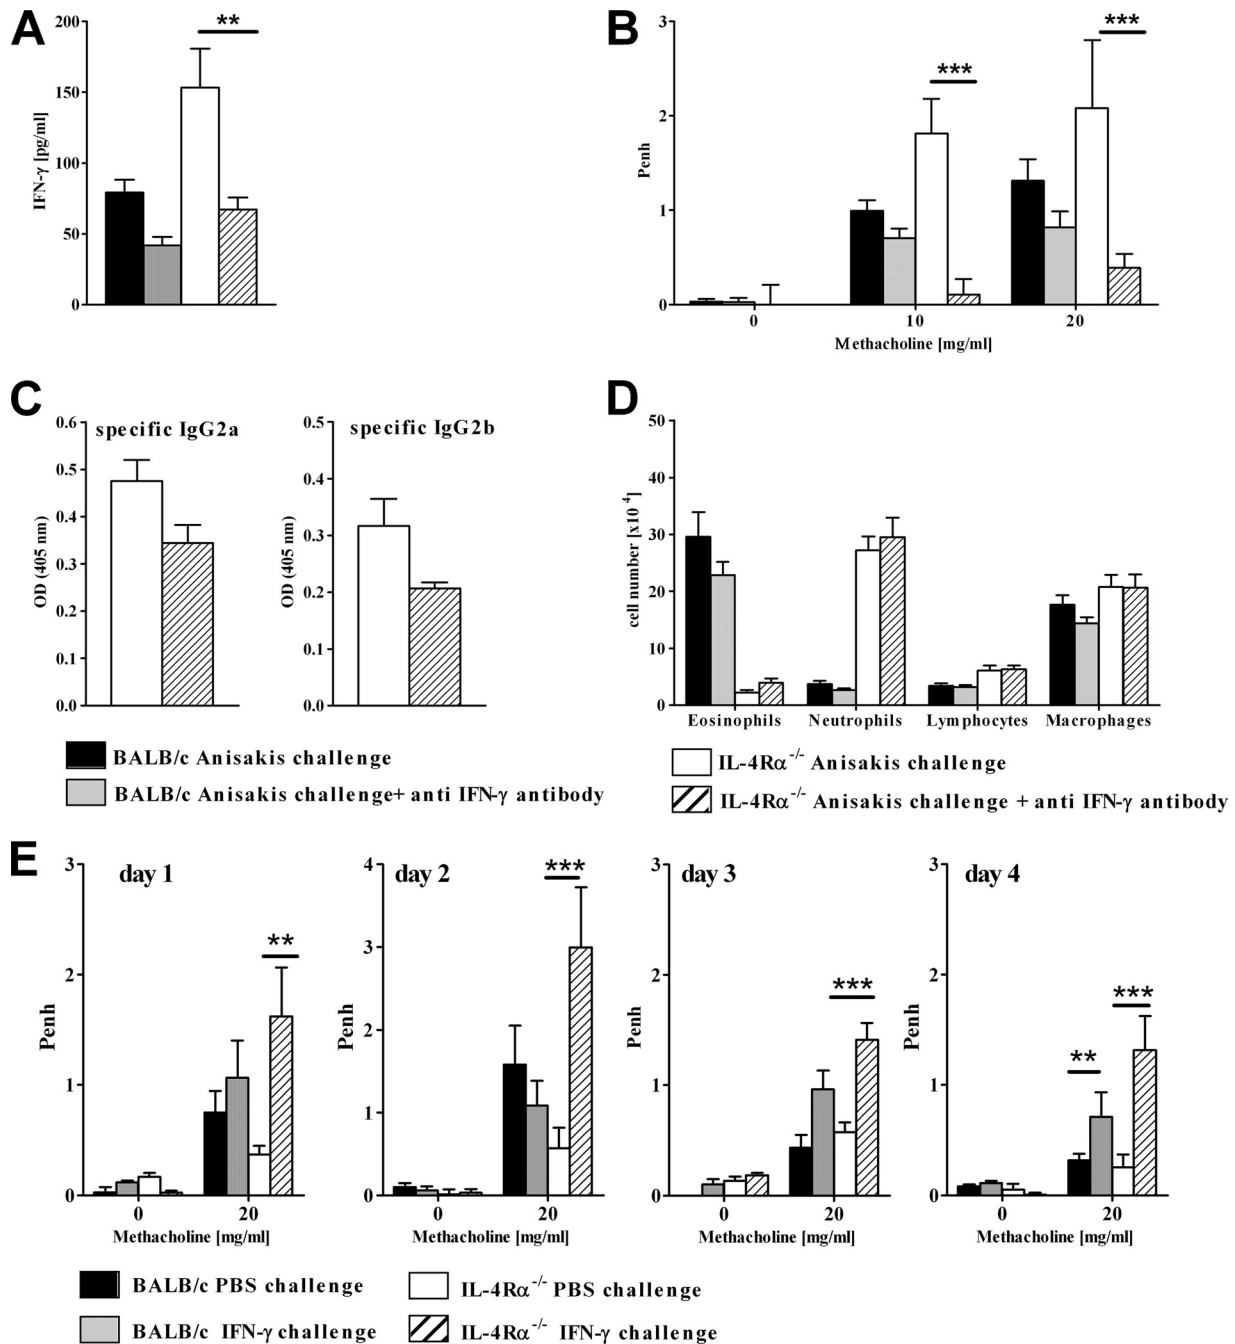 A
200
150
100
50
0
IFN-γ [pg/ml]
**
B
3
2
1
0
Penh
***
***
0 10 20
Methacholine [mg/ml]
C
specific IgG2a
0.6
0.5
0.4
0.3
0.2
0.1
0.0
OD (405 nm)
specific IgG2b
0.5
0.4
0.3
0.2
0.1
0.0
OD (405 nm)
D
50
40
30
20
10
0
cell number [x10 ⁴]
Eosinophils Neutrophils Lymphocytes Macrophages
BALB/c Anisakis challenge
BALB/c Anisakis challenge+ anti IFN-γ antibody
IL-4Rα⁻/⁻ Anisakis challenge
IL-4Rα⁻/⁻ Anisakis challenge + anti IFN-γ antibody
E
day 1
3
2
1
0
Penh
**
0 20
Methacholine [mg/ml]
day 2
4
3
2
1
0
Penh
***
0 20
Methacholine [mg/ml]
day 3
3
2
1
0
Penh
***
0 20
Methacholine [mg/ml]
day 4
3
2
1
0
Penh
**
***
0 20
Methacholine [mg/ml]
BALB/c PBS challenge
BALB/c IFN-γ challenge
IL-4Rα⁻/⁻ PBS challenge
IL-4Rα⁻/⁻ IFN-γ challenge